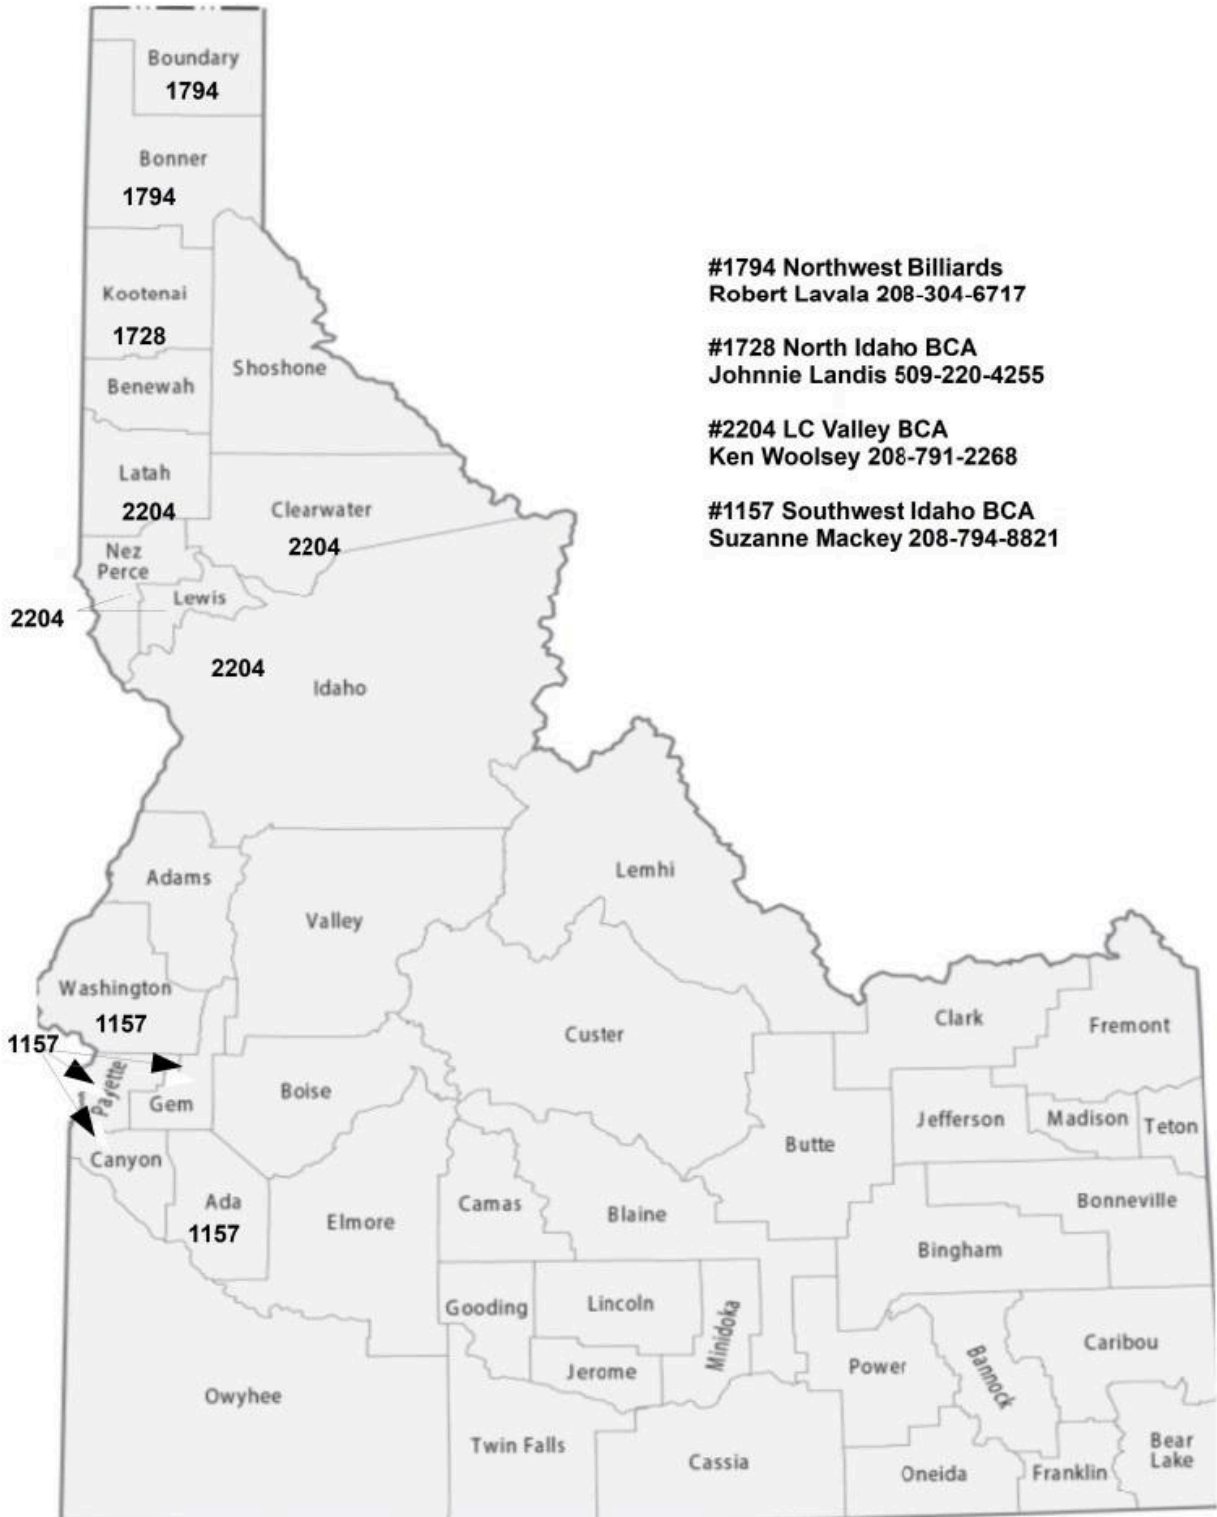 Boundary
1794
Bonner
1794
Kootenai
1728
Benewah
Shoshone
Latah
2204
Clearwater
2204
Nez
Perce
Lewis
2204
2204
Idaho
#1794 Northwest Billiards
Robert Lavala 208-304-6717
#1728 North Idaho BCA
Johnnie Landis 509-220-4255
#2204 LC Valley BCA
Ken Woolsey 208-791-2268
#1157 Southwest Idaho BCA
Suzanne Mackey 208-794-8821
Adams
Valley
Lemhi
Washington
1157
1157
Payette
Gem
Boise
Custer
Clark
Fremont
Jefferson
Madison
Teton
Butte
Canyon
Ada
1157
Elmore
Camas
Blaine
Bonneville
Bingham
Gooding
Lincoln
Minidoka
Jerome
Power
Bannock
Caribou
Owyhee
Twin Falls
Cassia
Oneida
Franklin
Bear
Lake